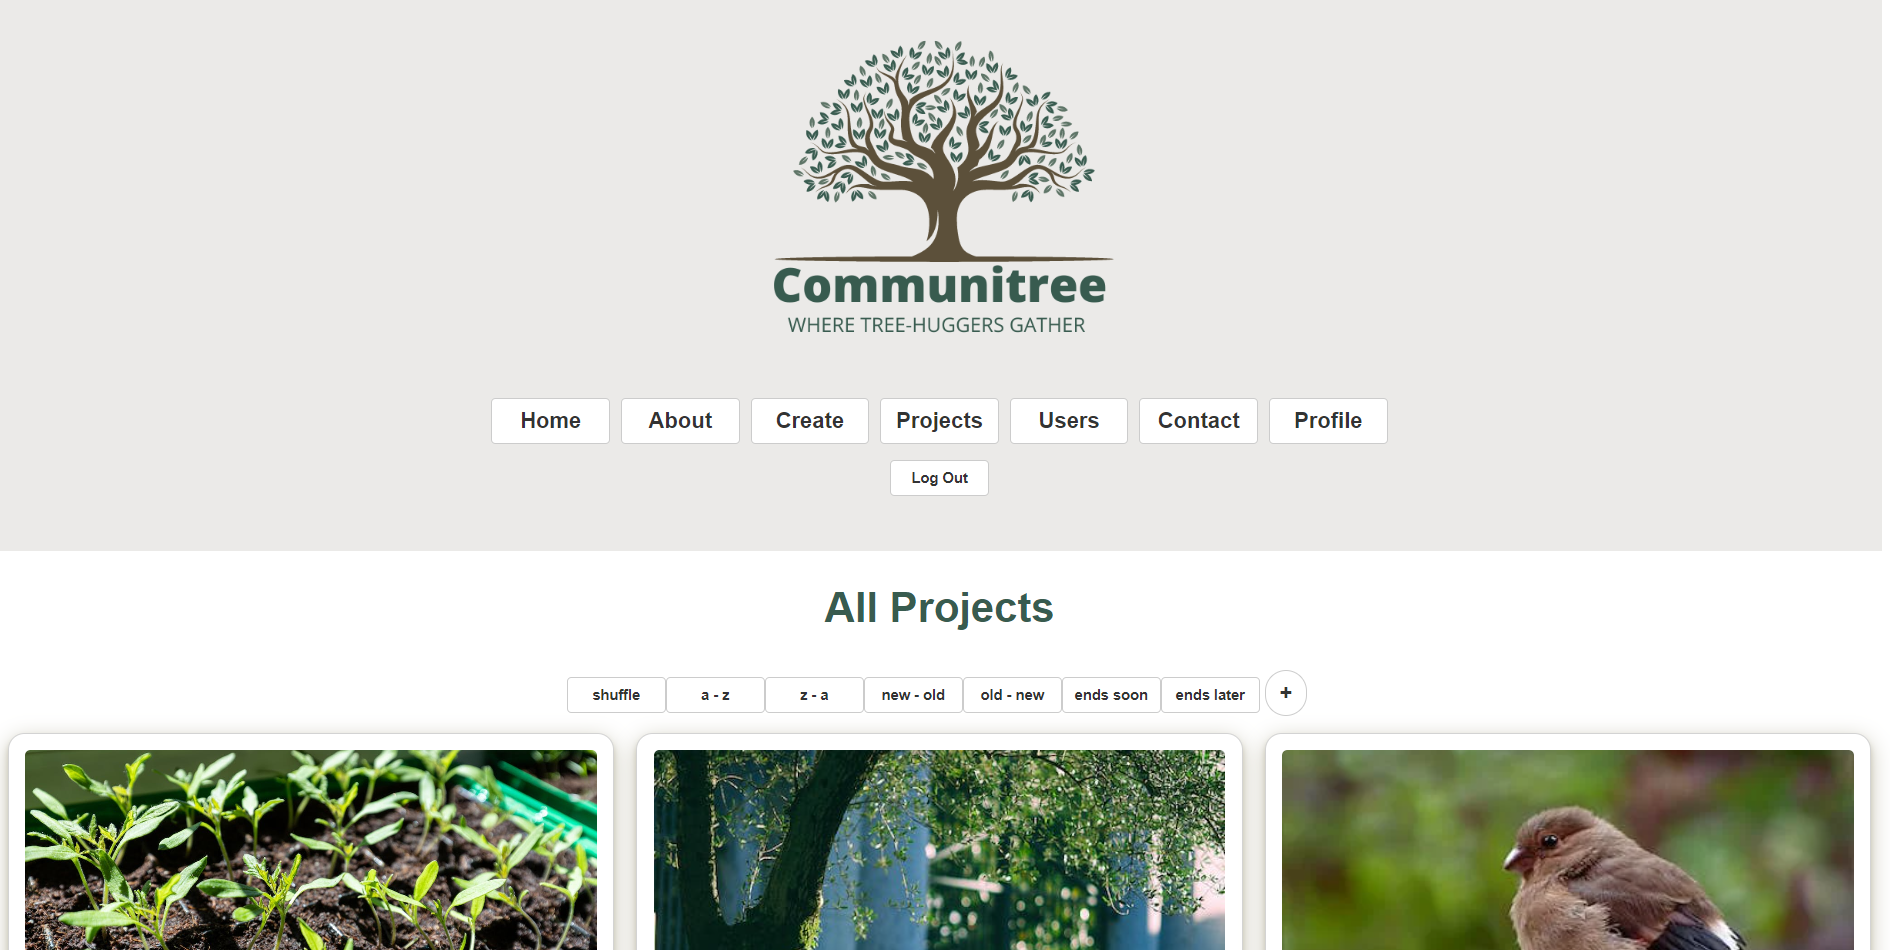 Communitree
WHERE TREE-HUGGERS GATHER
Home About Create Projects Users Contact Profile
Log Out
All Projects
shuffle a - z z - a new - old old - new ends soon ends later +